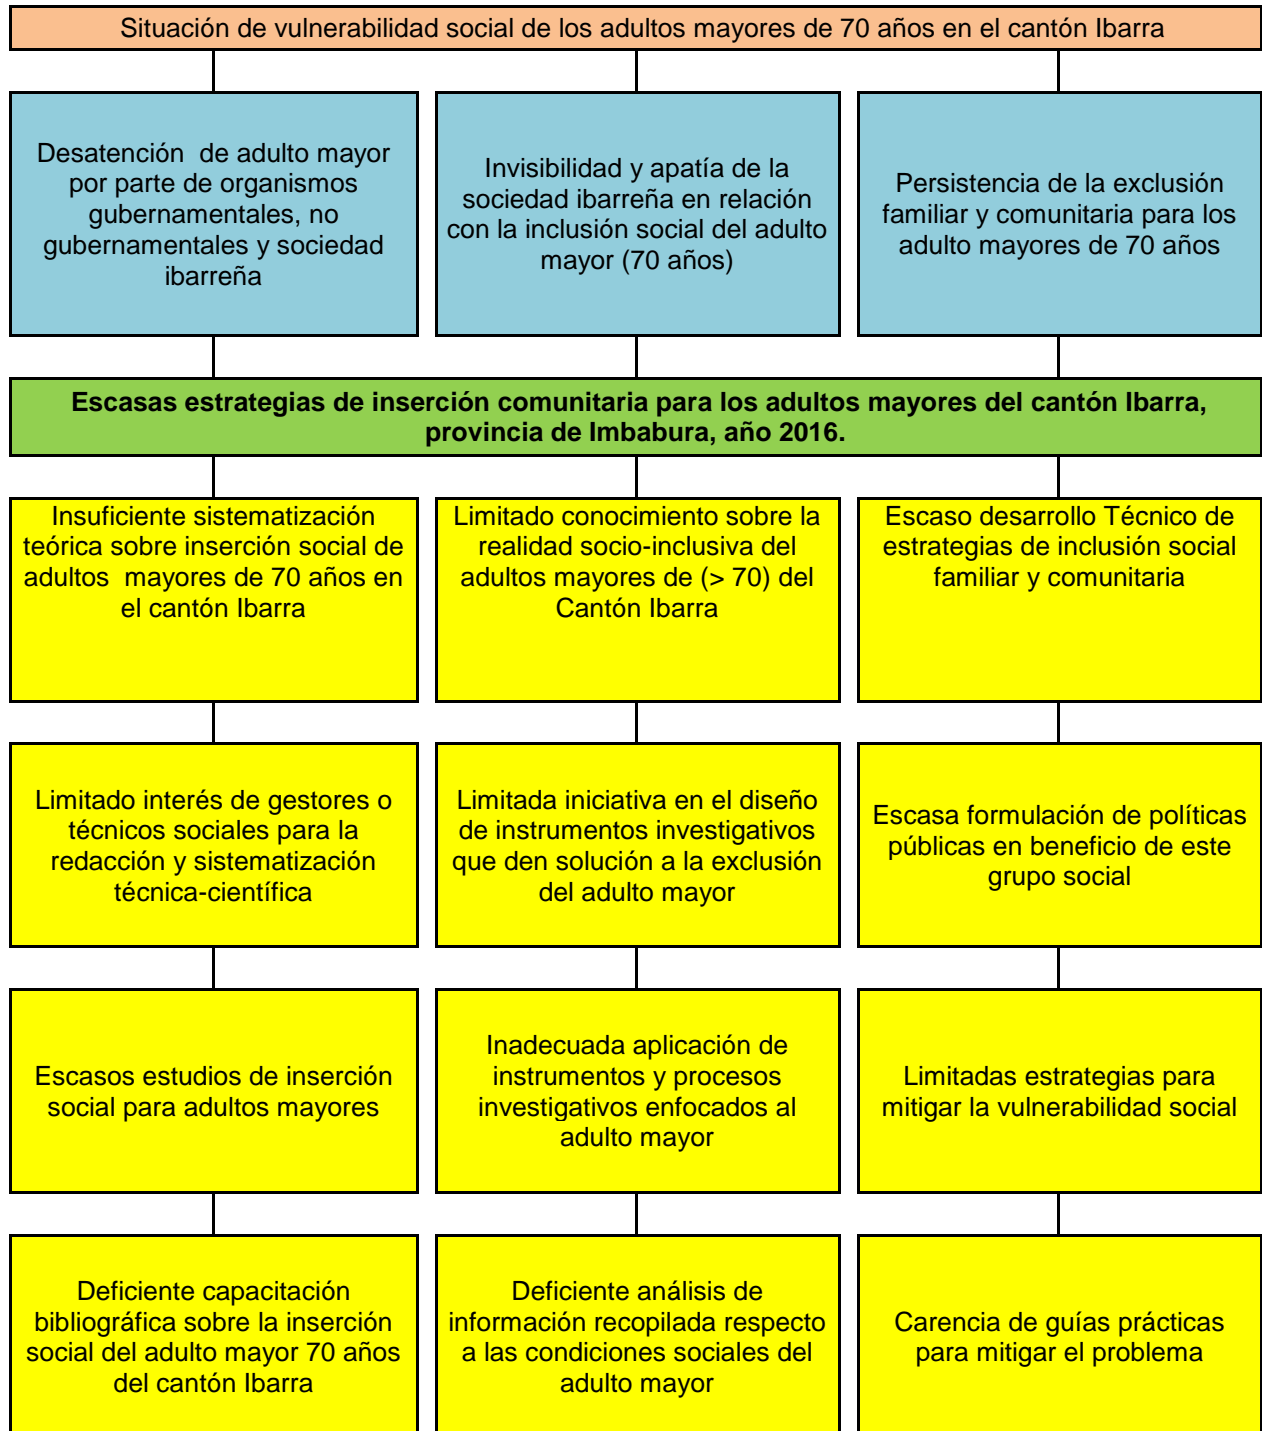 Situación de vulnerabilidad social de los adultos mayores de 70 años en el cantón Ibarra
Desatención  de adulto mayor
por parte de organismos
gubernamentales, no
gubernamentales y sociedad
ibarreña
Invisibilidad y apatía de la
sociedad ibarreña en relación
con la inclusión social del adulto
mayor (70 años)
Persistencia de la exclusión
familiar y comunitaria para los
adulto mayores de 70 años
Escasas estrategias de inserción comunitaria para los adultos mayores del cantón Ibarra,
provincia de Imbabura, año 2016.
Insuficiente sistematización
teórica sobre inserción social de
adultos  mayores de 70 años en
el cantón Ibarra
Limitado conocimiento sobre la
realidad socio-inclusiva del
adultos mayores de (> 70) del
Cantón Ibarra
Escaso desarrollo Técnico de
estrategias de inclusión social
familiar y comunitaria
Limitado interés de gestores o
técnicos sociales para la
redacción y sistematización
técnica-científica
Limitada iniciativa en el diseño
de instrumentos investigativos
que den solución a la exclusión
del adulto mayor
Escasa formulación de políticas
públicas en beneficio de este
grupo social
Escasos estudios de inserción
social para adultos mayores
Inadecuada aplicación de
instrumentos y procesos
investigativos enfocados al
adulto mayor
Limitadas estrategias para
mitigar la vulnerabilidad social
Deficiente capacitación
bibliográfica sobre la inserción
social del adulto mayor 70 años
del cantón Ibarra
Deficiente análisis de
información recopilada respecto
a las condiciones sociales del
adulto mayor
Carencia de guías prácticas
para mitigar el problema